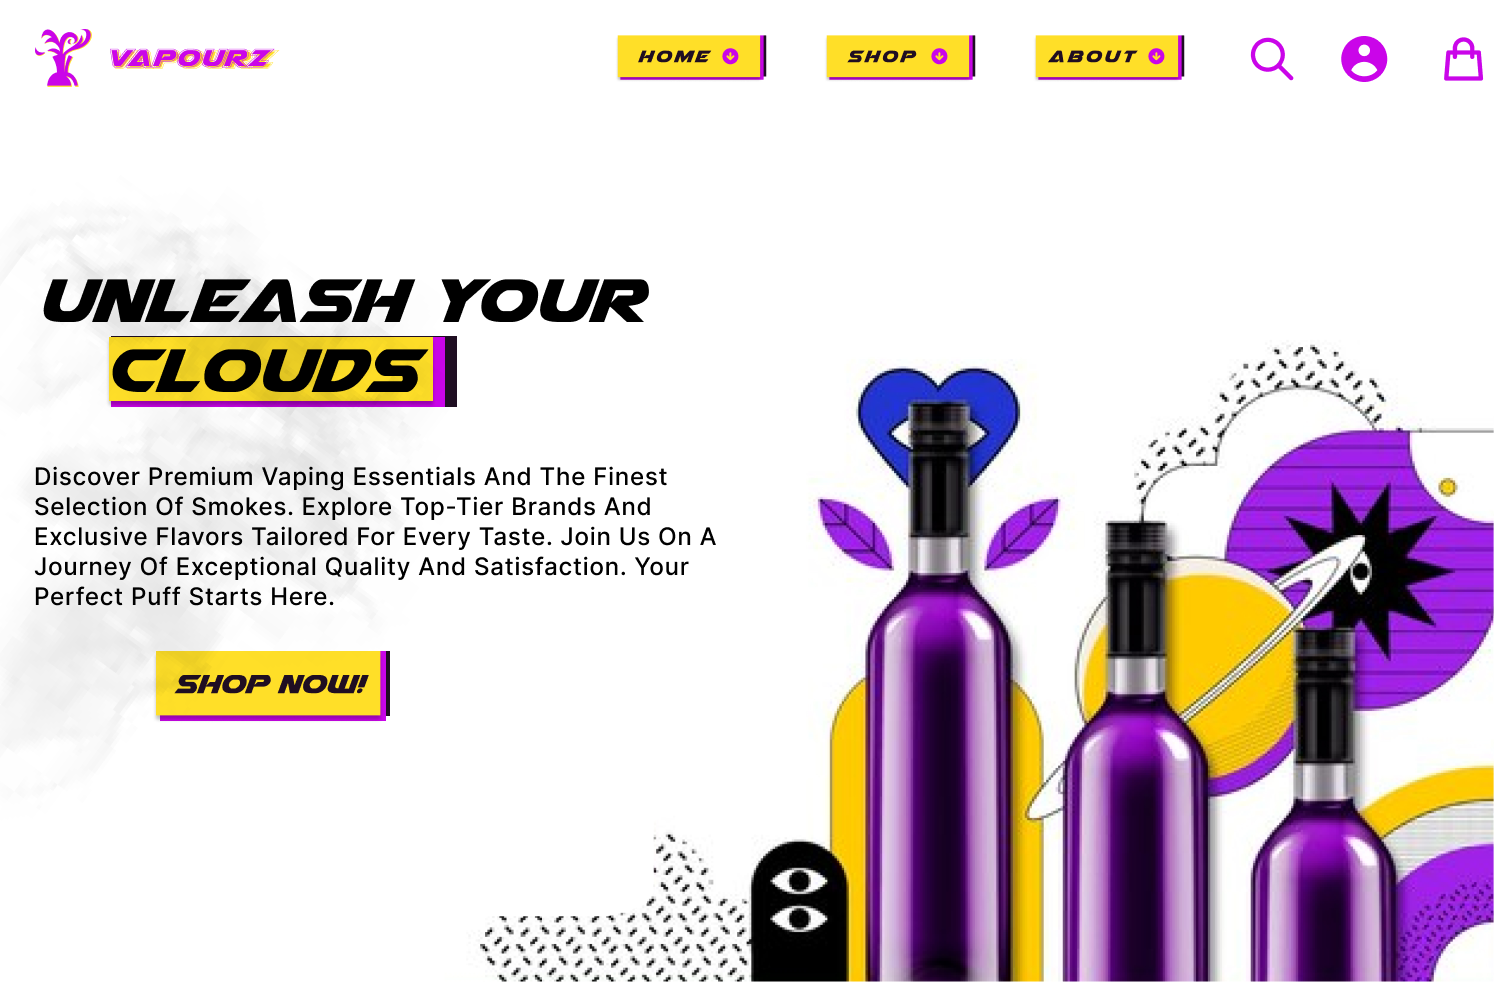 VAPOURZ
HOME
SHOP
ABOUT
UNLEASH YOUR
CLOUDS
Discover Premium Vaping Essentials And The Finest
Selection Of Smokes. Explore Top-Tier Brands And
Exclusive Flavors Tailored For Every Taste. Join Us On A
Journey Of Exceptional Quality And Satisfaction. Your
Perfect Puff Starts Here.
SHOP NOW!